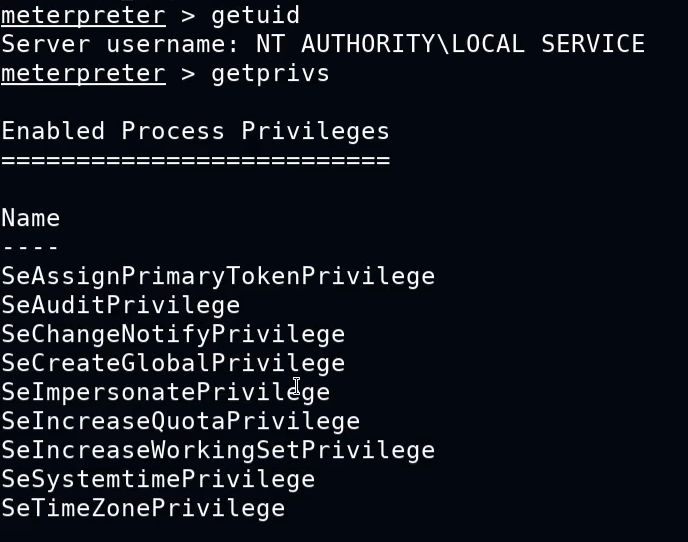 meterpreter > getuid
Server username: NT AUTHORITY\LOCAL SERVICE
meterpreter > getprivs
Enabled Process Privileges
==========================
Name
----
SeAssignPrimaryTokenPrivilege
SeAuditPrivilege
SeChangeNotifyPrivilege
SeCreateGlobalPrivilege
SeImpersonatePrivilege
SeIncreaseQuotaPrivilege
SeIncreaseWorkingSetPrivilege
SeSystemtimePrivilege
SeTimeZonePrivilege